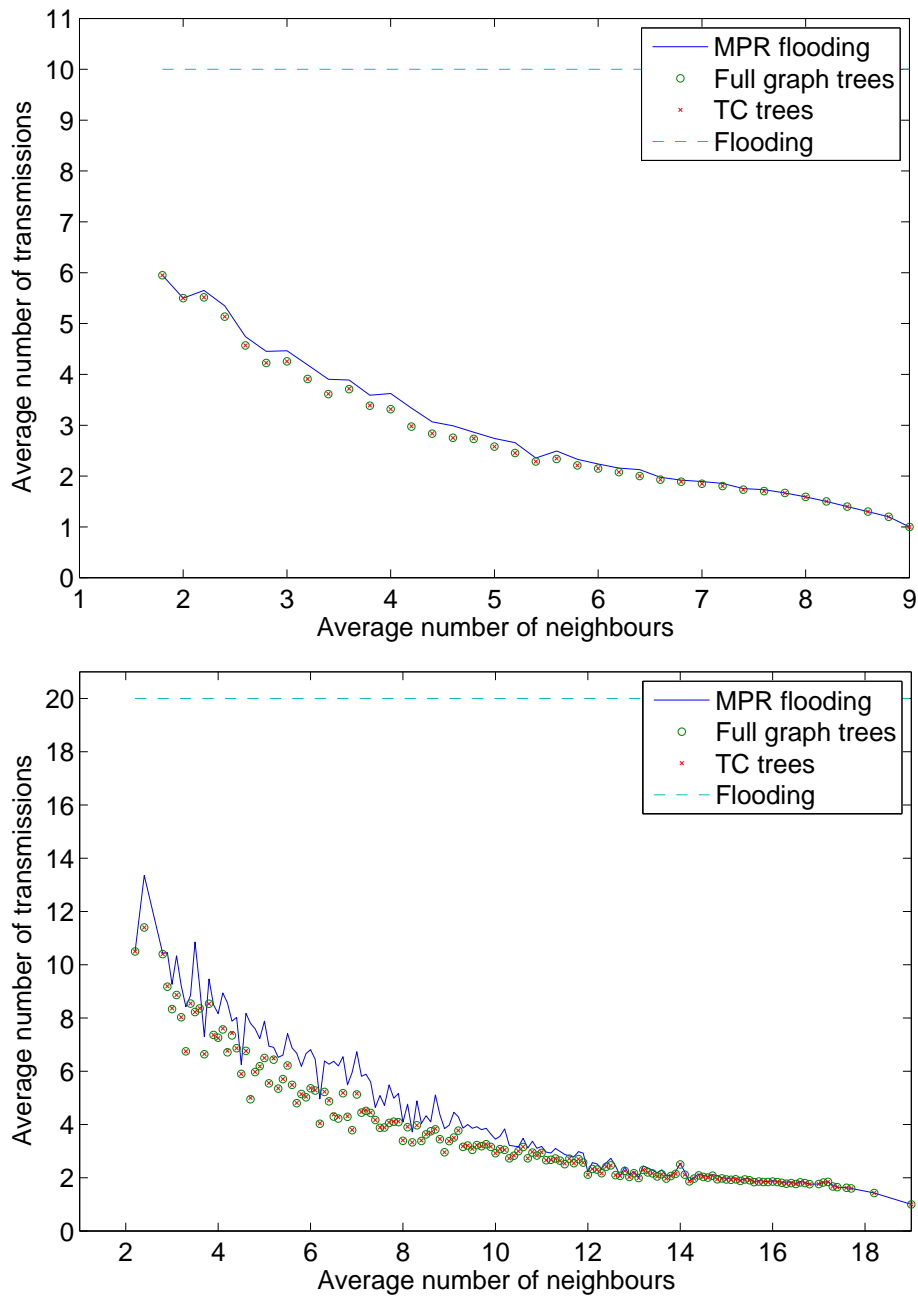 11
10
9
8
7
6
5
4
3
2
1
0
Average number of transmissions
MPR flooding
Full graph trees
TC trees
Flooding
1 2 3 4 5 6 7 8 9
Average number of neighbours
20
18
16
14
12
10
8
6
4
2
0
Average number of transmissions
MPR flooding
Full graph trees
TC trees
Flooding
2 4 6 8 10 12 14 16 18
Average number of neighbours